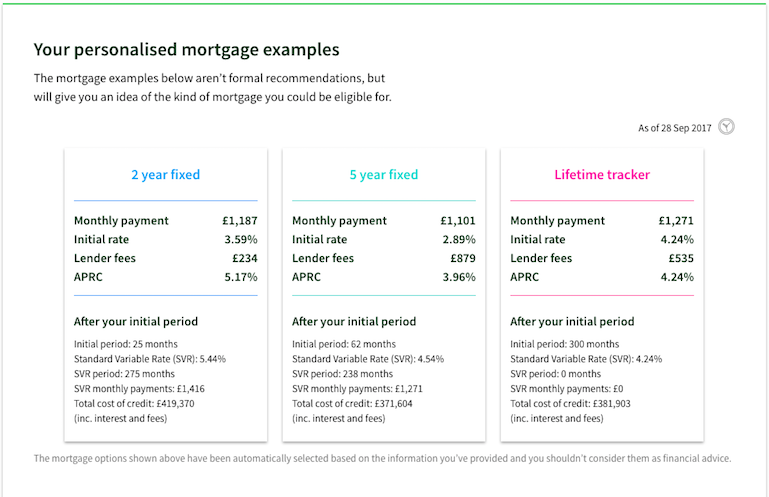 Your personalised mortgage examples
The mortgage examples below aren't formal recommendations, but
will give you an idea of the kind of mortgage you could be eligible for.
As of 28 Sep 2017
2 year fixed
Monthly payment £1,187
Initial rate 3.59%
Lender fees £234
APRC 5.17%
After your initial period
Initial period: 25 months
Standard Variable Rate (SVR): 5.44%
SVR period: 275 months
SVR monthly payments: £1,416
Total cost of credit: £419,370
(inc. interest and fees)
5 year fixed
Monthly payment £1,101
Initial rate 2.89%
Lender fees £879
APRC 3.96%
After your initial period
Initial period: 62 months
Standard Variable Rate (SVR): 4.54%
SVR period: 238 months
SVR monthly payments: £1,271
Total cost of credit: £371,604
(inc. interest and fees)
Lifetime tracker
Monthly payment £1,271
Initial rate 4.24%
Lender fees £535
APRC 4.24%
After your initial period
Initial period: 300 months
Standard Variable Rate (SVR): 4.24%
SVR period: 0 months
SVR monthly payments: £0
Total cost of credit: £381,903
(inc. interest and fees)
The mortgage options shown above have been automatically selected based on the information you've provided and you shouldn't consider them as financial advice.